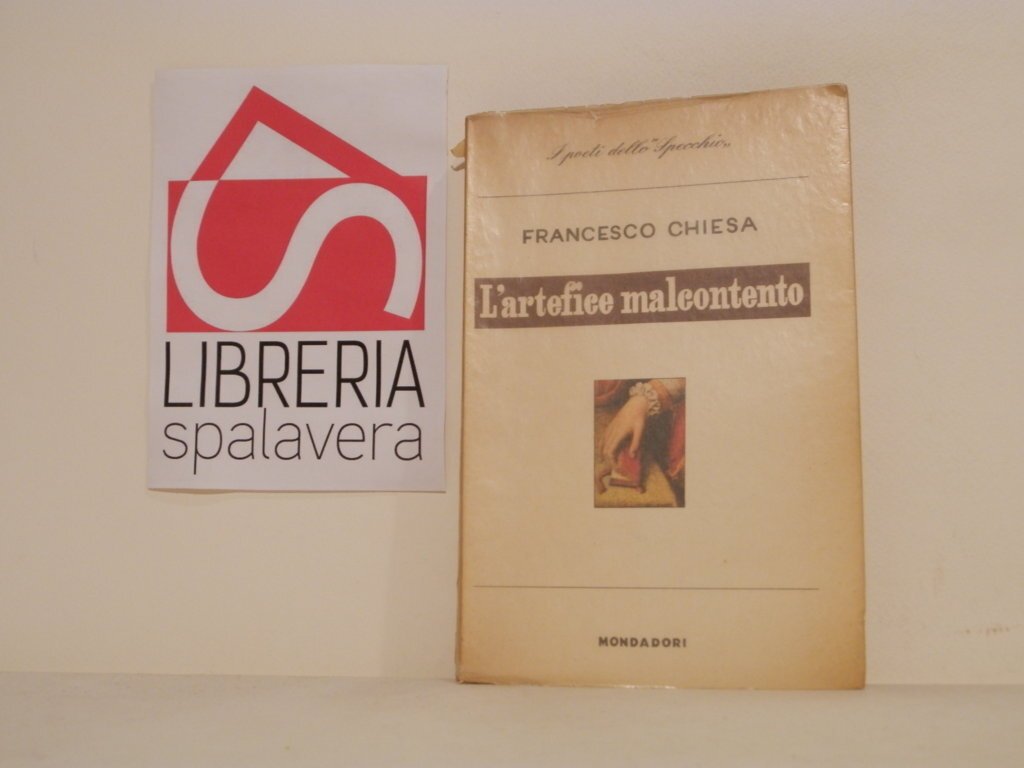 LIBRERIA
spalavera
I poeti dello "Specchio"
FRANCESCO CHIESA
L'artefice malcontento
MONDADORI